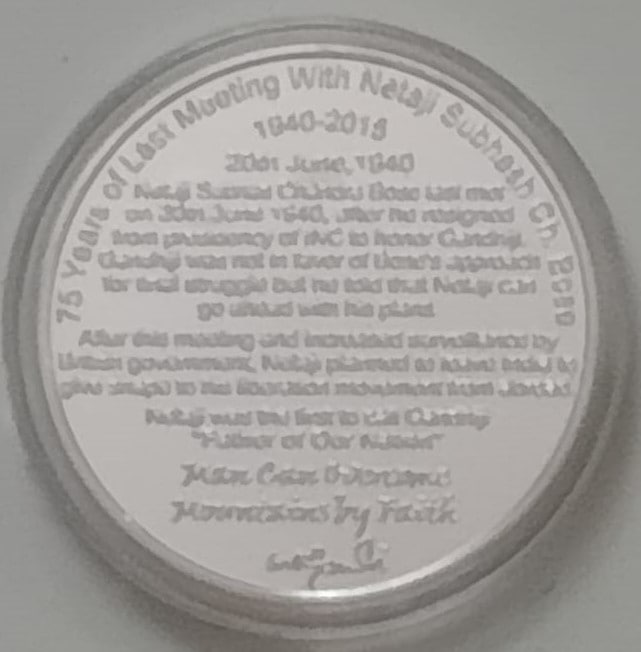 75 Years of Last Meeting With Netaji Subhash Ch. Bose
1940-2015
20th June, 1940
Netaji Subhash Chandra Bose last met
on 20th June 1940, after he resigned
from presidency of INC to honor Gandhiji.
Gandhiji was not in favor of Bose's approach
for final struggle but he told that Netaji can
go ahead with his plans.
After this meeting and increased surveillance by
British government, Netaji planned to leave India to
give shape to the liberation movement from
Netaji was the first to call Gandhiji
"Father of Our Nation"
Man Can Overcome
Mountains by Faith